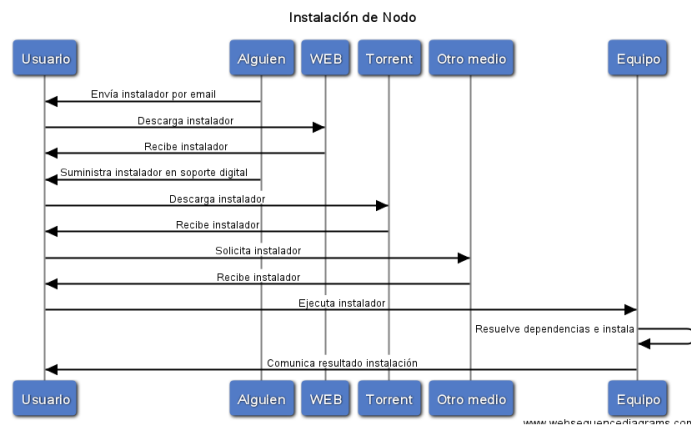 Instalación de Nodo
Usuario Alguien WEB Torrent Otro medio Equipo
Envía instalador por email
Descarga instalador
Recibe instalador
Suministra instalador en soporte digital
Descarga instalador
Recibe instalador
Solicita instalador
Recibe instalador
Ejecuta instalador
Resuelve dependencias e instala
Comunica resultado instalación
Usuario Alguien WEB Torrent Otro medio Equipo
www.websequencediagrams.com